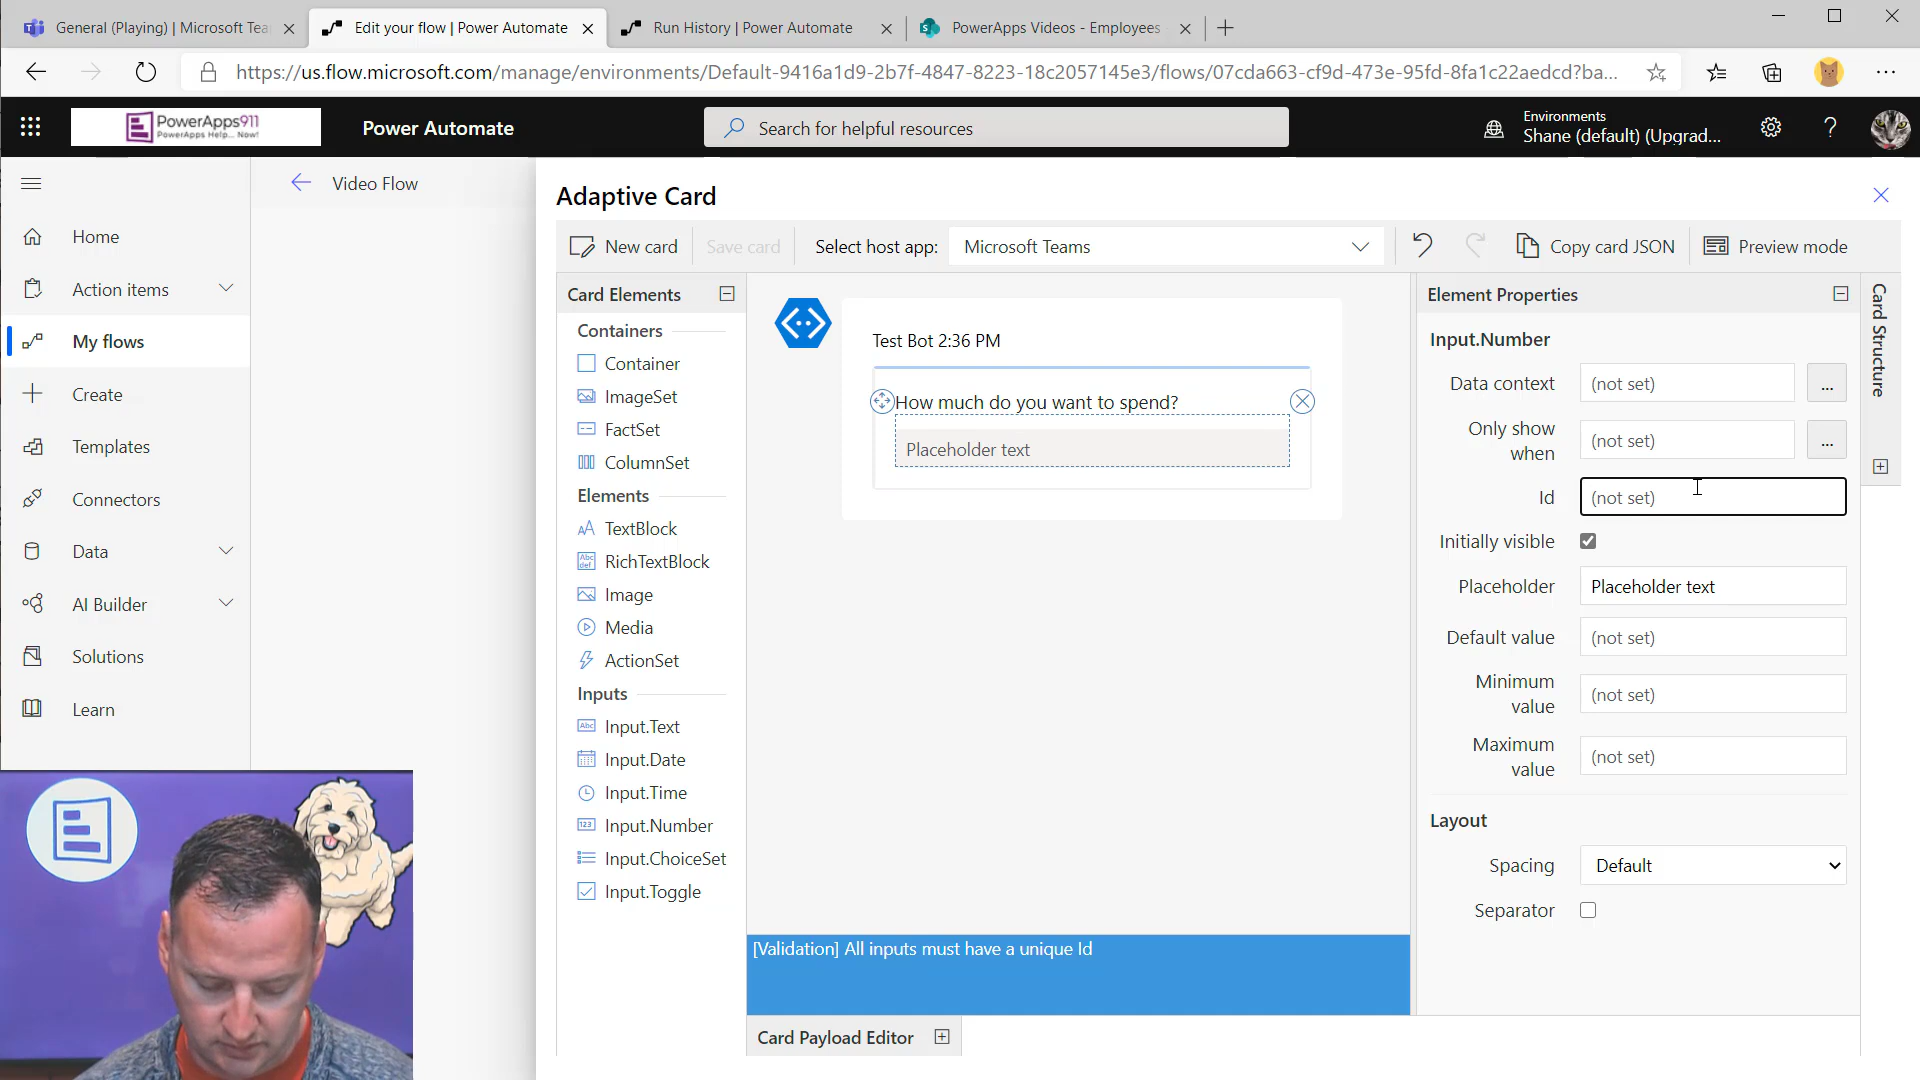 General (Playing) | Microsoft Tea
Edit your flow | Power Automate
Run History | Power Automate
PowerApps Videos - Employees
https://us.flow.microsoft.com/manage/environments/Default-9416a1d9-2b7f-4847-8223-18c2057145e3/flows/07cda663-cf9d-473e-95fd-8fa1c22aedcd?ba...
PowerApps911
PowerApps Help... Now!
Power Automate
Search for helpful resources
Environments
Shane (default) (Upgrad...
?
Home
Action items
My flows
Create
Templates
Connectors
Data
AI Builder
Solutions
Learn
Video Flow
Adaptive Card
New card
Save card
Select host app:
Microsoft Teams
Copy card JSON
Preview mode
Card Elements
Containers
Container
ImageSet
FactSet
ColumnSet
Elements
TextBlock
RichTextBlock
Image
Media
ActionSet
Inputs
Input.Text
Input.Date
Input.Time
Input.Number
Input.ChoiceSet
Input.Toggle
Test Bot 2:36 PM
How much do you want to spend?
Placeholder text
[Validation] All inputs must have a unique Id
Card Payload Editor
Element Properties
Input.Number
Data context
(not set)
...
Only show
when
(not set)
...
Id
(not set)
Initially visible
Placeholder
Placeholder text
Default value
(not set)
Minimum
value
(not set)
Maximum
value
(not set)
Layout
Spacing
Default
Separator
Card Structure